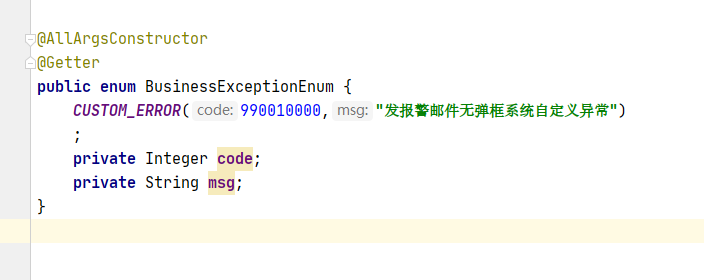 @AllArgsConstructor
@Getter
public enum BusinessExceptionEnum {
    CUSTOM_ERROR( code: 990010000, msg: "发报警邮件无弹框系统自定义异常")
    ;
    private Integer code;
    private String msg;
}